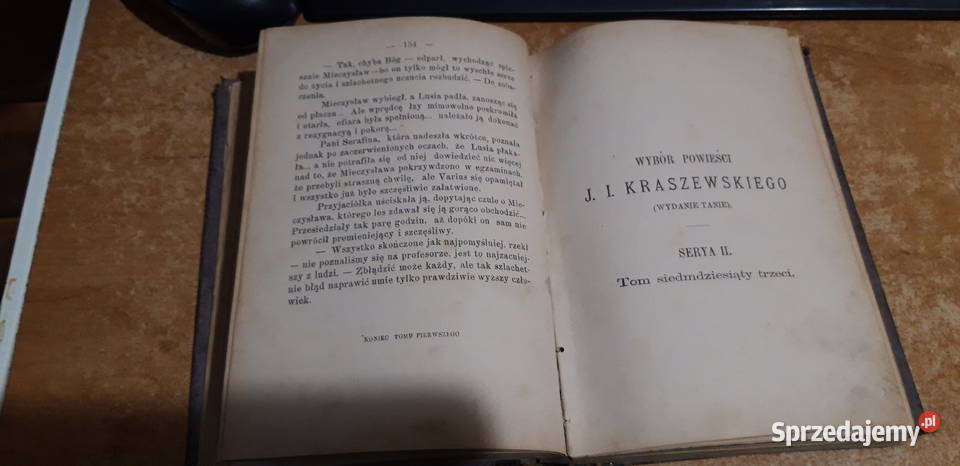 — 154 —
— Tak, chyba Bóg — odparł, wychodząc spie-
sznie Mieczysław—bo on tylko mógł to wyschłe serce
do życia i szlachetnego uczucia rozbudzić. — Do zoba-
czenia.
Mieczysław wybiegł, a Lusia padła, zanosząc się
od płaczu... Ale wprędce łzy mimowolne poskromiła
i otarła, ofiara była spełnioną... należało ją dokonać
z rezygnacyą i pokorą...
Pani Serafina, która nadeszła wkrótce, poznała
jednak po zaczerwienionych oczach, że Lusia płaka-
ła... a nie potrafiła się od niej dowiedzieć nic więcej
nad to, że Mieczysława pokrzywdzono w egzaminach,
że przebyli straszną chwilę, ale Varius się opamiętał
i wszystko już było szczęśliwie załatwione.
Przyjaciółka uściskała ją, dopytując czule o Mie-
czysława, którego los zdawał się ją gorąco obchodzić...
Przesiedziały tak parę godzin, aż dopóki on sam nie
powrócił promieniejący i szczęśliwy.
— Wszystko skończone jak najpomyślniej, rzekł
— nie poznaliśmy się na profesorze, jest to najzacniej-
szy z ludzi. — Zbłądzić może każdy, ale tak szlachet-
nie błąd naprawić umie tylko prawdziwie wyższy czło-
wiek.
KONIEC TOMU PIERWSZEGO
WYBÓR POWIEŚCI
J. I. KRASZEWSKIEGO
(WYDANIE TANIE).
SERYA II.
Tom siedmdziesiąty trzeci.
Sprzedajemy.pl